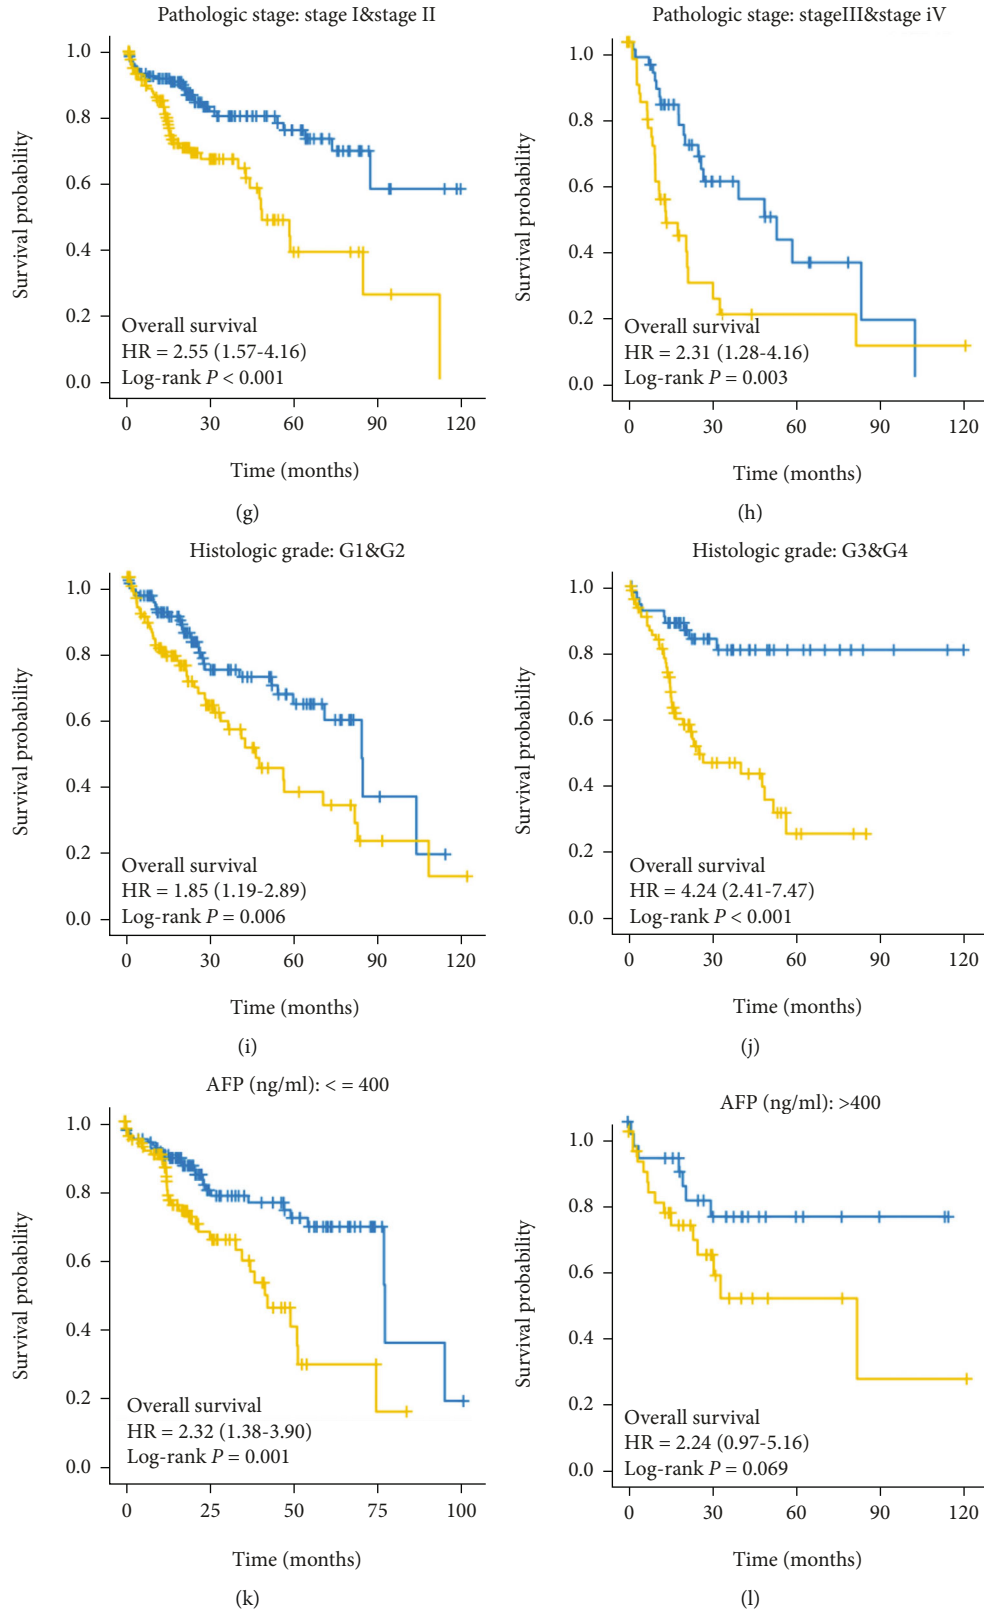 Pathologic stage: stage I&stage II
1.0
0.8
0.6
0.4
0.2
0.0
Survival probability
Overall survival
HR = 2.55 (1.57-4.16)
Log-rank P < 0.001
0 30 60 90 120
Time (months)
(g)
Pathologic stage: stageIII&stage iV
1.0
0.8
0.6
0.4
0.2
0.0
Survival probability
Overall survival
HR = 2.31 (1.28-4.16)
Log-rank P = 0.003
0 30 60 90 120
Time (months)
(h)
Histologic grade: G1&G2
1.0
0.8
0.6
0.4
0.2
0.0
Survival probability
Overall survival
HR = 1.85 (1.19-2.89)
Log-rank P = 0.006
0 30 60 90 120
Time (months)
(i)
Histologic grade: G3&G4
1.0
0.8
0.6
0.4
0.2
0.0
Survival probability
Overall survival
HR = 4.24 (2.41-7.47)
Log-rank P < 0.001
0 30 60 90 120
Time (months)
(j)
AFP (ng/ml): < = 400
1.0
0.8
0.6
0.4
0.2
0.0
Survival probability
Overall survival
HR = 2.32 (1.38-3.90)
Log-rank P = 0.001
0 25 50 75 100
Time (months)
(k)
AFP (ng/ml): >400
1.0
0.8
0.6
0.4
0.2
0.0
Survival probability
Overall survival
HR = 2.24 (0.97-5.16)
Log-rank P = 0.069
0 30 60 90 120
Time (months)
(l)